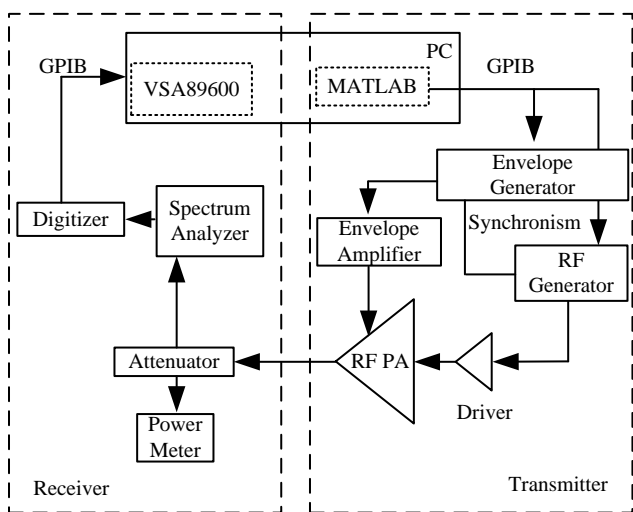 PC
GPIB
VSA89600
MATLAB
GPIB
Envelope
Generator
Digitizer
Spectrum
Analyzer
Envelope
Amplifier
Synchronism
RF
Generator
Attenuator
RF PA
Driver
Power
Meter
Receiver
Transmitter